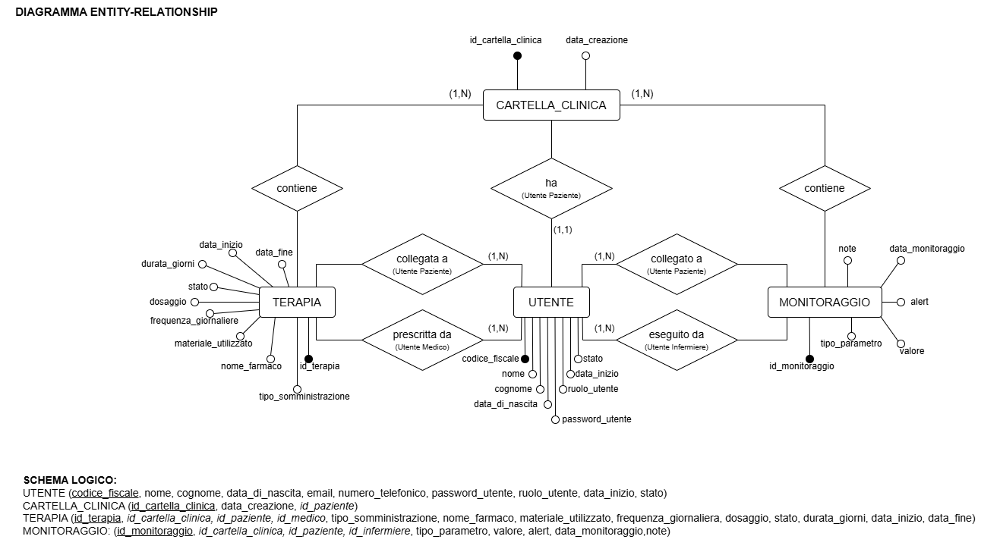 DIAGRAMMA ENTITY-RELATIONSHIP
id_cartella_clinica
data_creazione
(1,N)
CARTELLA_CLINICA
(1,N)
contiene
ha
(Utente Paziente)
contiene
(1,1)
data_inizio
data_fine
durata_giorni
stato
dosaggio
frequenza_giornaliere
materiale_utilizzato
nome_farmaco
id_terapia
tipo_somministrazione
TERAPIA
collegata a
(Utente Paziente)
(1,N)
prescritta da
(Utente Medico)
(1,N)
UTENTE
codice_fiscale
nome
cognome
data_di_nascita
password_utente
ruolo_utente
data_inizio
stato
(1,N)
collegato a
(Utente Paziente)
(1,N)
eseguito da
(Utente Infermiere)
MONITORAGGIO
note
data_monitoraggio
alert
valore
tipo_parametro
id_monitoraggio
SCHEMA LOGICO:
UTENTE (codice_fiscale, nome, cognome, data_di_nascita, email, numero_telefonico, password_utente, ruolo_utente, data_inizio, stato)
CARTELLA_CLINICA (id_cartella_clinica, data_creazione, id_paziente)
TERAPIA (id_terapia, id_cartella_clinica, id_paziente, id_medico, tipo_somministrazione, nome_farmaco, materiale_utilizzato, frequenza_giornaliera, dosaggio, stato, durata_giorni, data_inizio, data_fine)
MONITORAGGIO: (id_monitoraggio, id_cartella_clinica, id_paziente, id_infermiere, tipo_parametro, valore, alert, data_monitoraggio,note)